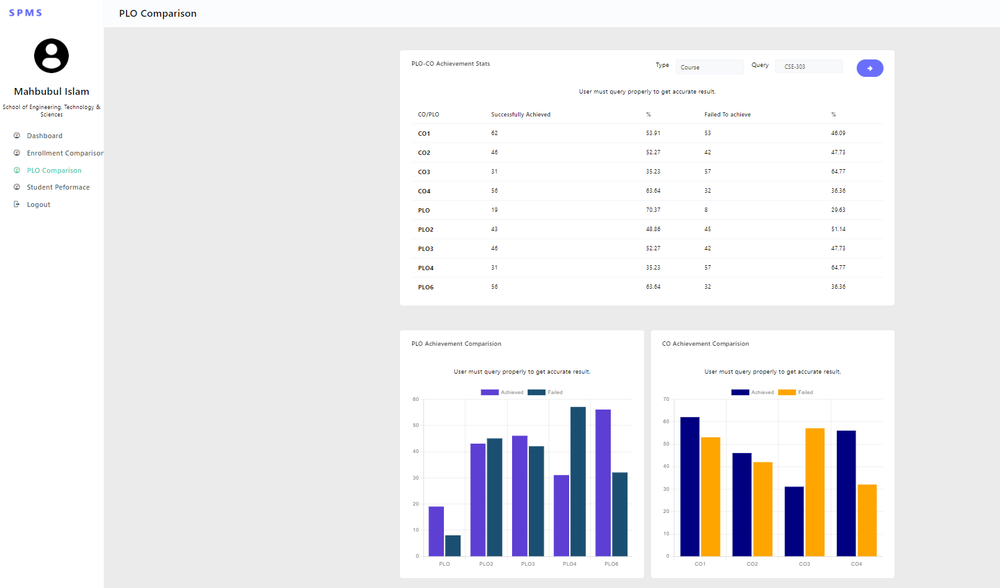 SPMS
PLO Comparison
Mahbubul Islam
School of Engineering, Technology &
Sciences
Dashboard
Enrollment Comparison
PLO Comparison
Student Peformace
Logout
PLO-CO Achievement Stats
Type Course Query CSE-303
User must query properly to get accurate result.
CO/PLO Successfully Achieved % Failed To achieve %
CO1 62 53.91 53 46.09
CO2 46 52.27 42 47.73
CO3 31 35.23 57 64.77
CO4 56 63.64 32 36.36
PLO 19 70.37 8 29.63
PLO2 43 48.86 45 51.14
PLO3 46 52.27 42 47.73
PLO4 31 35.23 57 64.77
PLO6 56 63.64 32 36.36
PLO Achievement Comparision
User must query properly to get accurate result.
Achieved Failed
60
50
40
30
20
10
0
PLO PLO2 PLO3 PLO4 PLO6
CO Achievement Comparision
User must query properly to get accurate result.
Achieved Failed
70
60
50
40
30
20
10
0
CO1 CO2 CO3 CO4